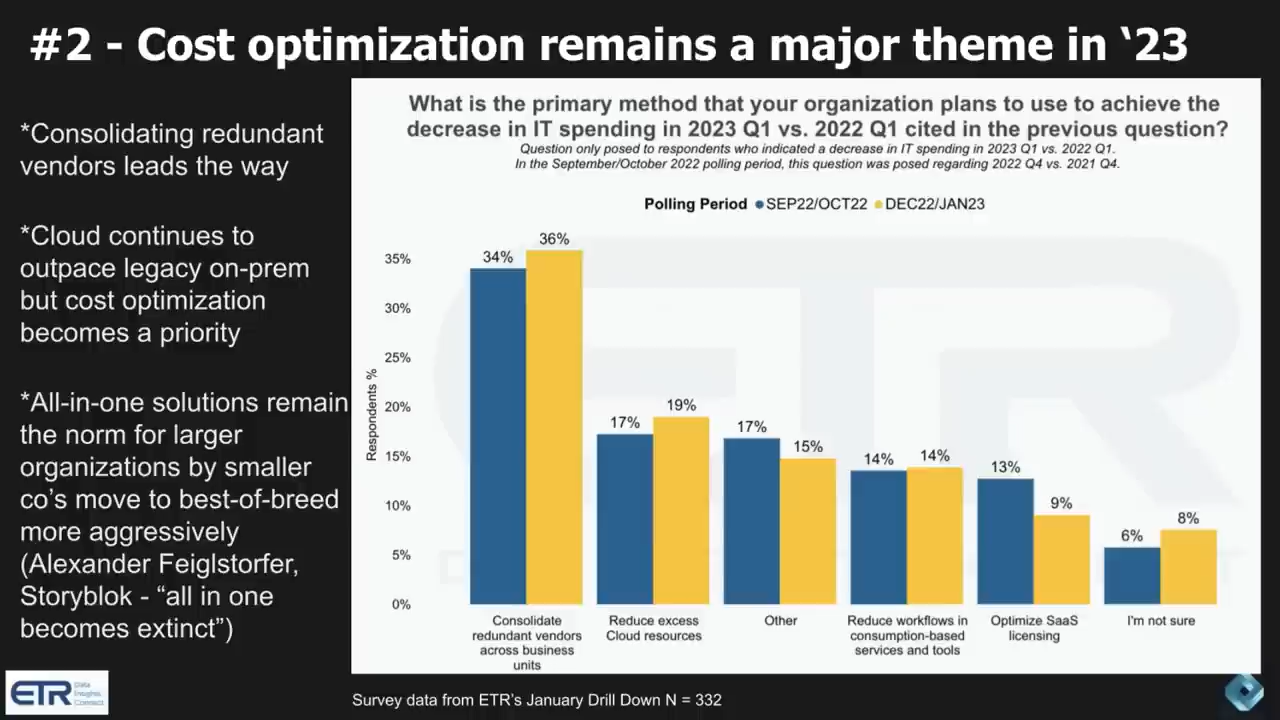 #2 - Cost optimization remains a major theme in ‘23
*Consolidating redundant
vendors leads the way
*Cloud continues to
outpace legacy on-prem
but cost optimization
becomes a priority
*All-in-one solutions remain
the norm for larger
organizations by smaller
co’s move to best-of-breed
more aggressively
(Alexander Feiglstorfer,
Storyblok - “all in one
becomes extinct”)
What is the primary method that your organization plans to use to achieve the
decrease in IT spending in 2023 Q1 vs. 2022 Q1 cited in the previous question?
Question only posed to respondents who indicated a decrease in IT spending in 2023 Q1 vs. 2022 Q1.
In the September/October 2022 polling period, this question was posed regarding 2022 Q4 vs. 2021 Q4.
Polling Period SEP22/OCT22 DEC22/JAN23
Respondents %
35%
30%
25%
20%
15%
10%
5%
0%
34% 36%
17% 19%
17% 15%
14% 14%
13% 9%
6% 8%
Consolidate
redundant vendors
across business
units
Reduce excess
Cloud resources
Other
Reduce workflows in
consumption-based
services and tools
Optimize SaaS
licensing
I'm not sure
ETR
ETR
Data
Insights
Connect
Survey data from ETR’s January Drill Down N = 332